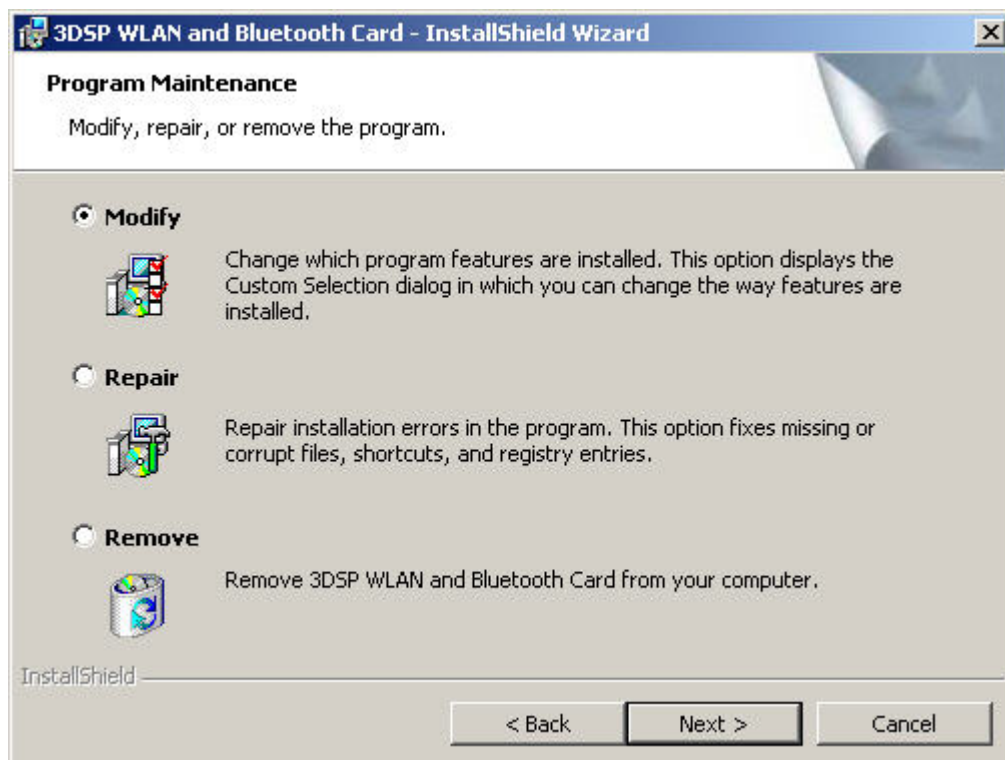 3DSP WLAN and Bluetooth Card - InstallShield Wizard
Program Maintenance
Modify, repair, or remove the program.
Modify
Change which program features are installed. This option displays the
Custom Selection dialog in which you can change the way features are
installed.
Repair
Repair installation errors in the program. This option fixes missing or
corrupt files, shortcuts, and registry entries.
Remove
Remove 3DSP WLAN and Bluetooth Card from your computer.
InstallShield
< Back
Next >
Cancel